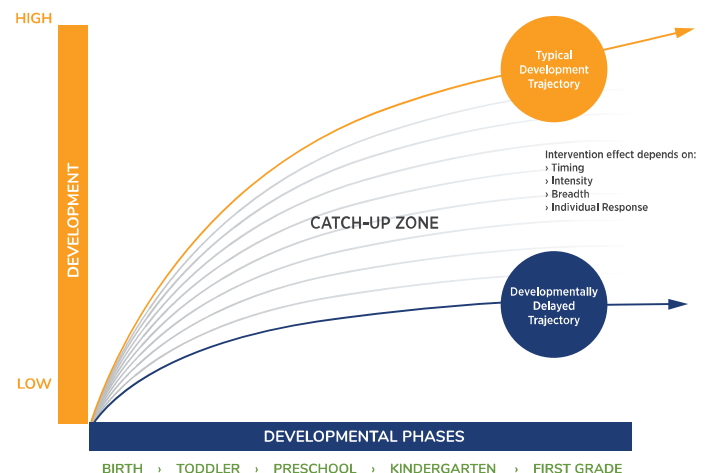 HIGH
Typical
Development
Trajectory
Intervention effect depends on:
› Timing
› Intensity
› Breadth
› Individual Response
DEVELOPMENT
CATCH-UP ZONE
Developmentally
Delayed
Trajectory
LOW
DEVELOPMENTAL PHASES
BIRTH › TODDLER › PRESCHOOL › KINDERGARTEN › FIRST GRADE